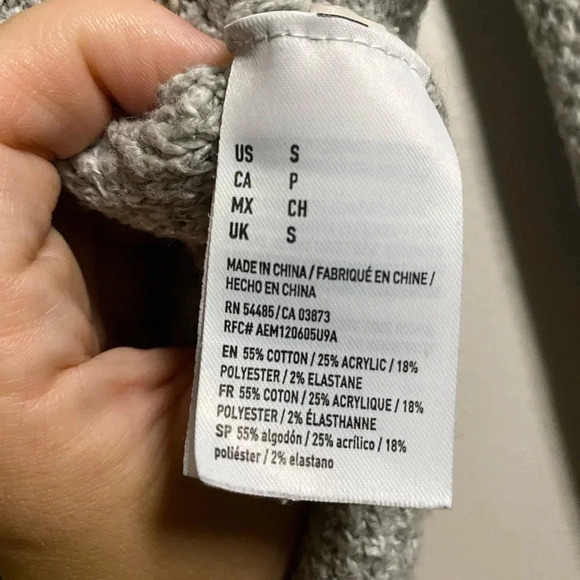 US S
CA P
MX CH
UK S
MADE IN CHINA / FABRIQUÉ EN CHINE /
HECHO EN CHINA
RN 54485 / CA 03873
RFC# AEM120605U9A
EN 55% COTTON / 25% ACRYLIC / 18%
POLYESTER / 2% ELASTANE
FR 55% COTON / 25% ACRYLIQUE / 18%
POLYESTER / 2% ÉLASTHANNE
SP 55% algodón / 25% acrílico / 18%
poliéster / 2% elastano